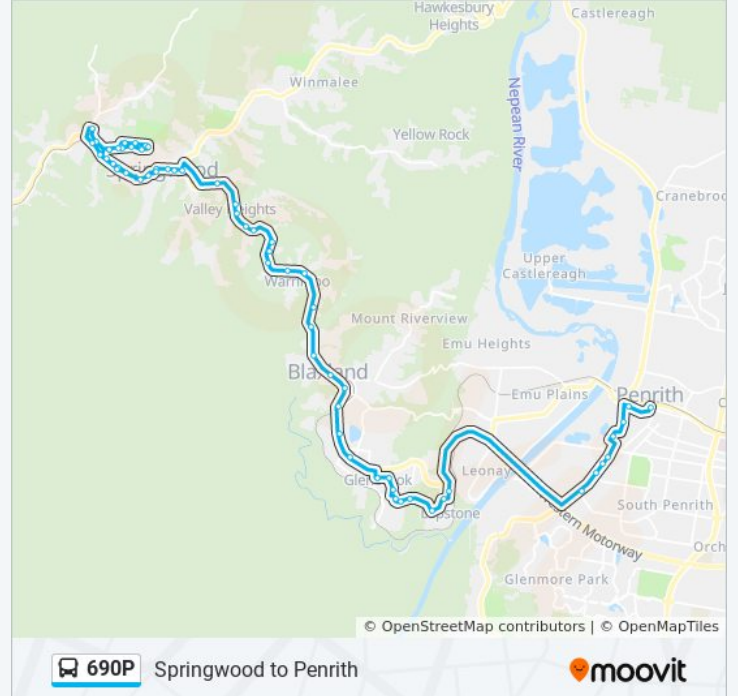 Hawkesbury
Heights
Castlereagh
Winmalee
Nepean River
Yellow Rock
Valley Heights
Upper
Castlereagh
Mount Riverview
Emu Heights
Blaxland
Emu Plains
Penrith
Leonay
South Penrith
Western Motorway
Glenmore Park
© OpenStreetMap contributors | © OpenMapTiles
690P Springwood to Penrith
moovit